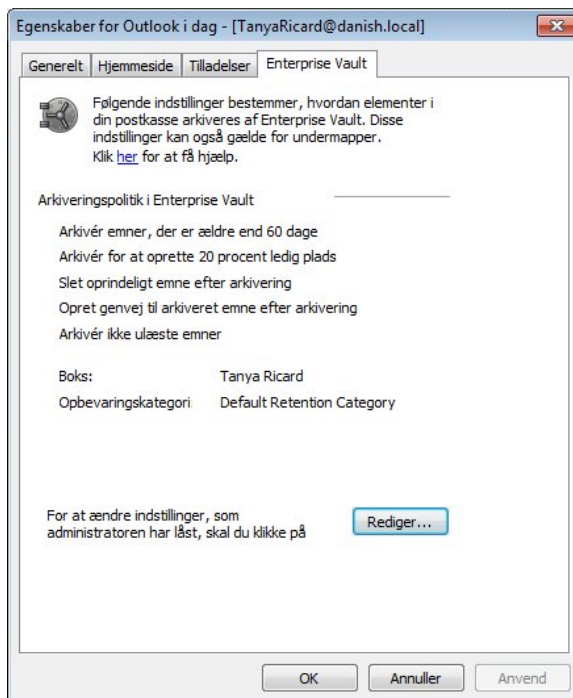 Egenskaber for Outlook i dag - [TanyaRicard@danish.local]
Generelt Hjemmeside Tilladelser Enterprise Vault
Følgende indstillinger bestemmer, hvordan elementer i
din postkasse arkiveres af Enterprise Vault. Disse
indstillinger kan også gælde for undermapper.
Klik her for at få hjælp.
Arkiveringspolitik i Enterprise Vault
Arkivér emner, der er ældre end 60 dage
Arkivér for at oprette 20 procent ledig plads
Slet oprindeligt emne efter arkivering
Opret genvej til arkiveret emne efter arkivering
Arkivér ikke ulæste emner
Boks: Tanya Ricard
Opbevaringskategori Default Retention Category
For at ændre indstillinger, som
administratoren har låst, skal du klikke på
Rediger...
OK Annuller Anvend